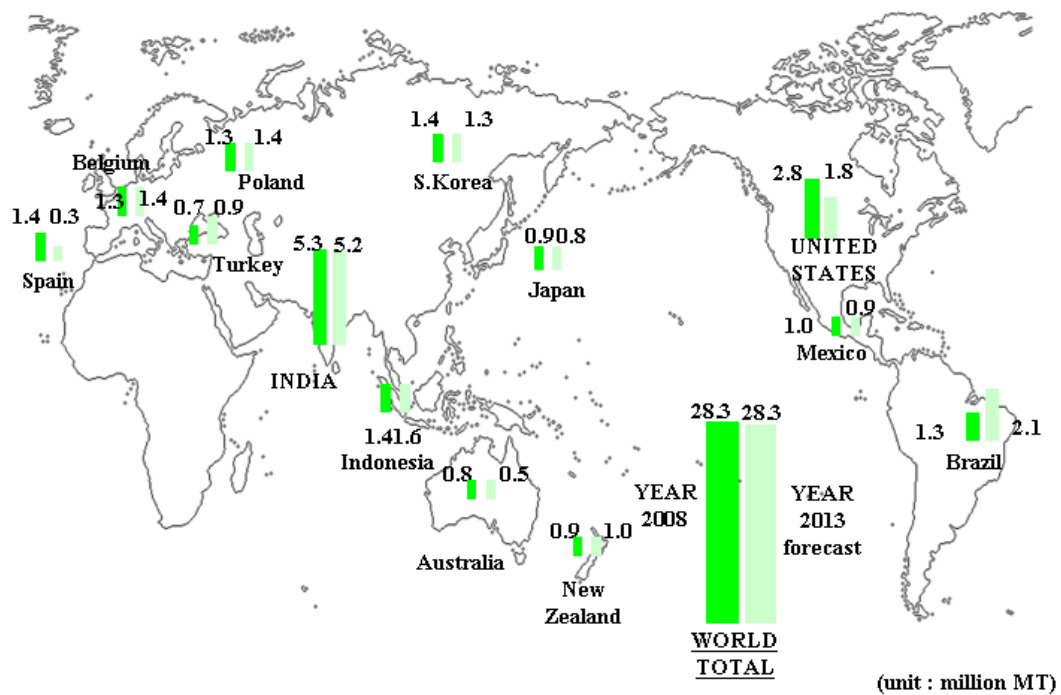 1.4 1.3
S.Korea
1.3 1.4
Poland
Belgium
1.3 1.4
2.8 1.8
UNITED
STATES
1.4 0.3
Spain
0.7 0.9
Turkey
5.3 5.2
INDIA
0.9 0.8
Japan
1.0 0.9
Mexico
1.4 1.6
Indonesia
1.3 2.1
Brazil
0.8 0.5
Australia
0.9 1.0
New
Zealand
28.3 28.3
YEAR
2008
YEAR
2013
forecast
WORLD
TOTAL
(unit : million MT)